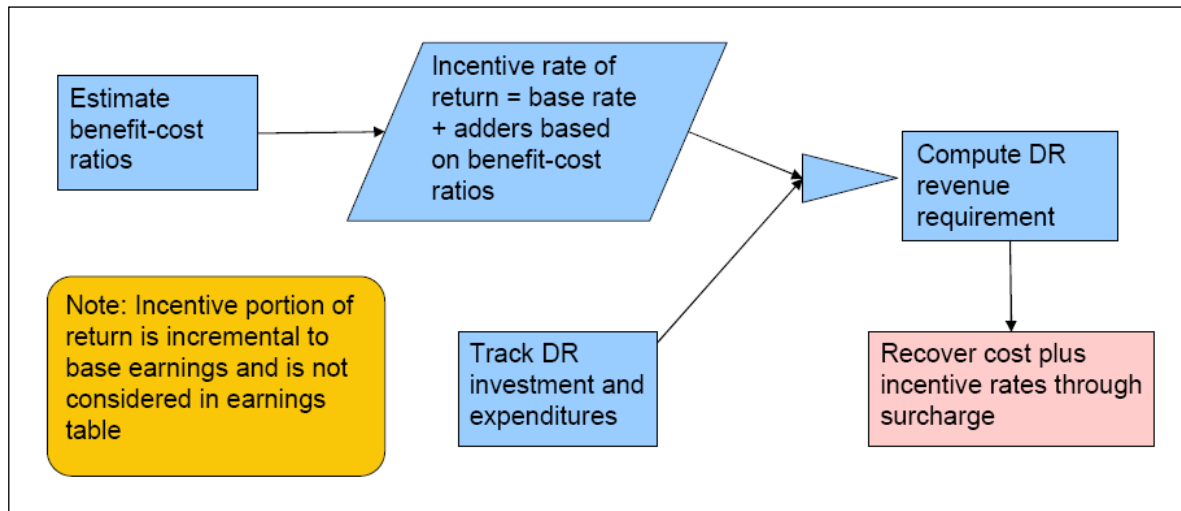 Estimate
benefit-cost
ratios
Incentive rate of
return = base rate
+ adders based
on benefit-cost
ratios
Compute DR
revenue
requirement
Note: Incentive portion of
return is incremental to
base earnings and is not
considered in earnings
table
Track DR
investment and
expenditures
Recover cost plus
incentive rates through
surcharge